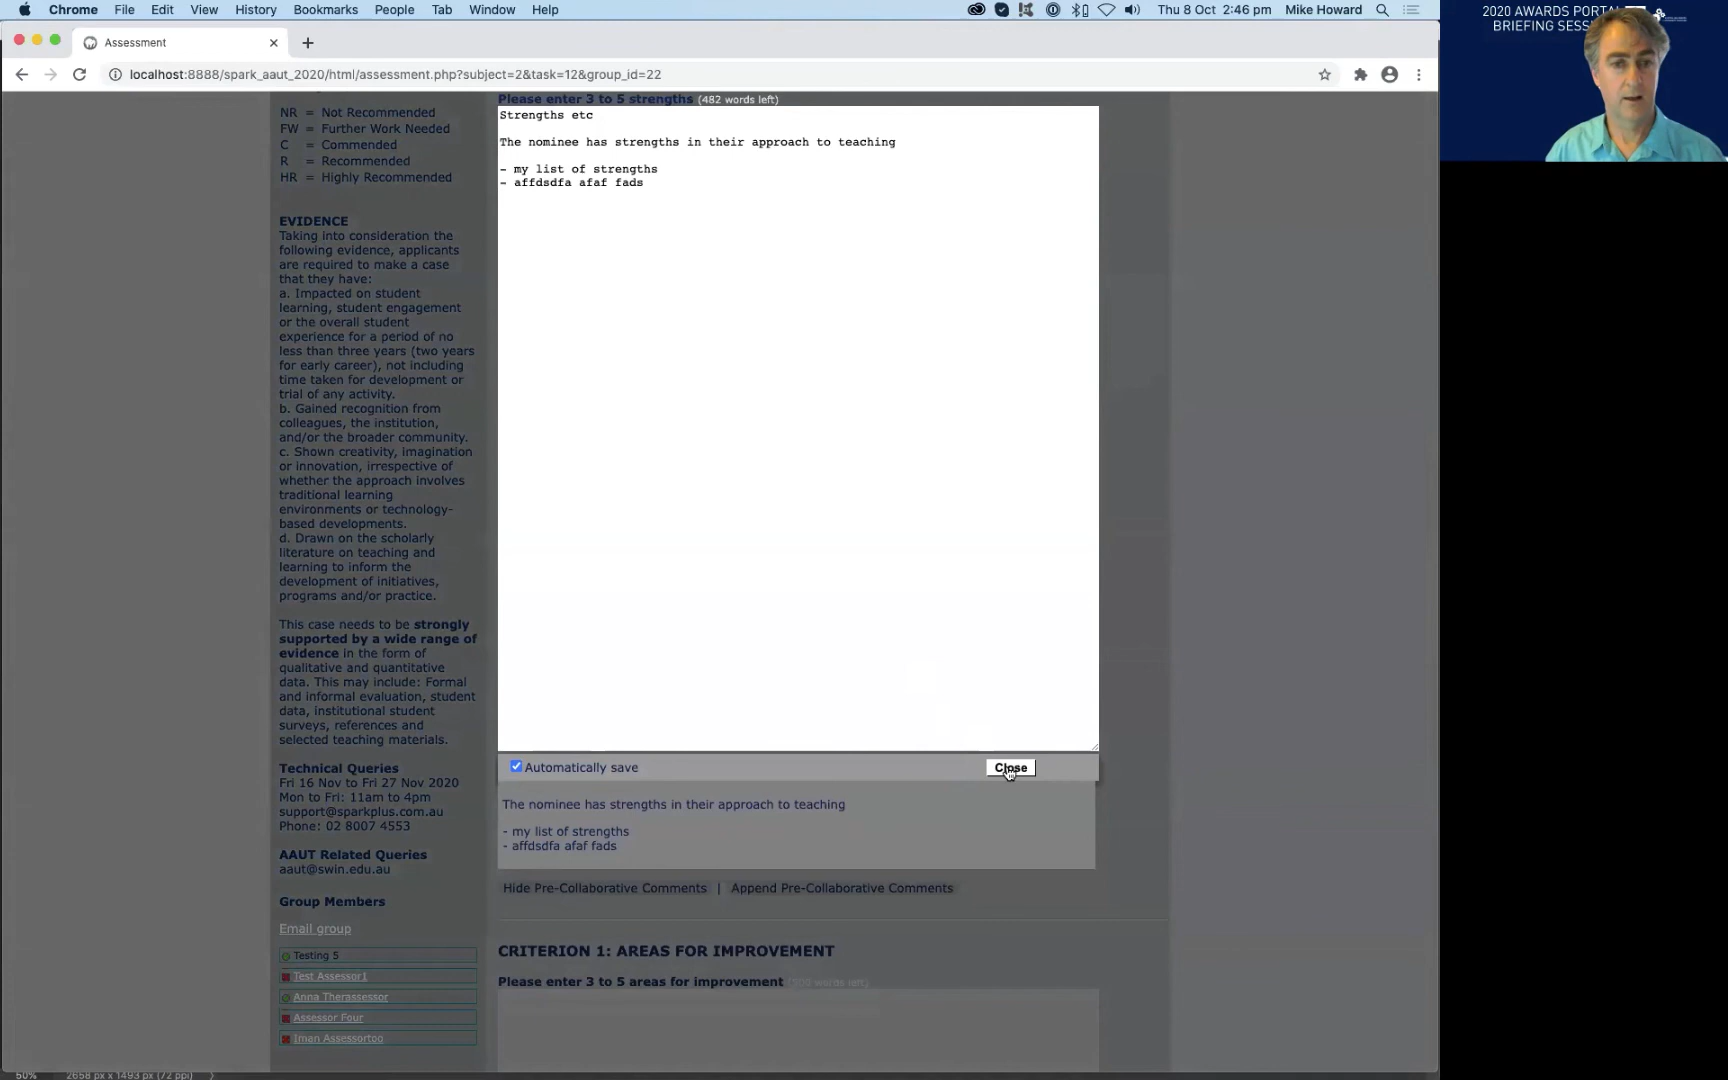 Chrome File Edit View History Bookmarks People Tab Window Help Thu 8 Oct 2:46 pm Mike Howard
2020 AWARDS PORTAL
BRIEFING SESS
Assessment
localhost:8888/spark_aaut_2020/html/assessment.php?subject=2&task=12&group_id=22
NR = Not Recommended
FW = Further Work Needed
C = Commended
R = Recommended
HR = Highly Recommended
EVIDENCE
Taking into consideration the
following evidence, applicants
are required to make a case
that they have:
a. Impacted on student
learning, student engagement
or the overall student
experience for a period of no
less than three years (two years
for early career), not including
time taken for development or
trial of any activity.
b. Gained recognition from
colleagues, the institution,
and/or the broader community.
c. Shown creativity, imagination
or innovation, irrespective of
whether the approach involves
traditional learning
environments or technology-
based developments.
d. Drawn on the scholarly
literature on teaching and
learning to inform the
development of initiatives,
programs and/or practice.
This case needs to be strongly
supported by a wide range of
evidence in the form of
qualitative and quantitative
data. This may include: Formal
and informal evaluation, student
data, institutional student
surveys, references and
selected teaching materials.
Technical Queries
Fri 16 Nov to Fri 27 Nov 2020
Mon to Fri: 11am to 4pm
support@sparkplus.com.au
Phone: 02 8007 4553
AAUT Related Queries
aaut@swin.edu.au
Group Members
Email group
Testing 5
Test Assessor1
Anna Therassessor
Assessor Four
Iman Assessortoo
Please enter 3 to 5 strengths (482 words left)
Strengths etc
The nominee has strengths in their approach to teaching
- my list of strengths
- affdsdfa afaf fads
Automatically save Close
The nominee has strengths in their approach to teaching
- my list of strengths
- affdsdfa afaf fads
Hide Pre-Collaborative Comments | Append Pre-Collaborative Comments
CRITERION 1: AREAS FOR IMPROVEMENT
Please enter 3 to 5 areas for improvement (300 words left)
50% 2658 px x 1493 px (72 ppi)